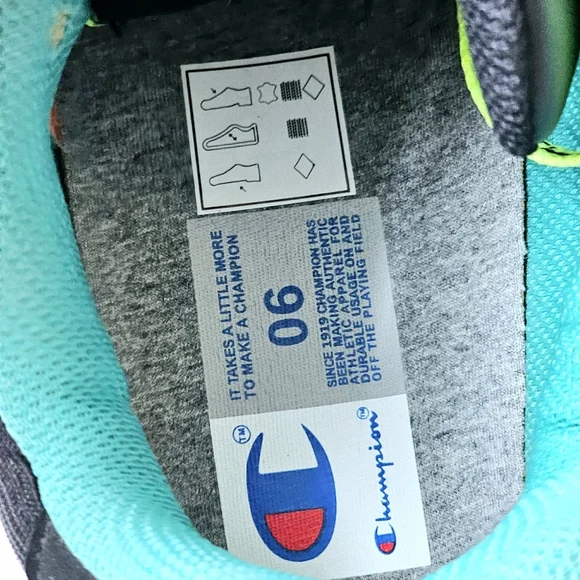 IT TAKES A LITTLE MORE
TO MAKE A CHAMPION
06
SINCE 1919 CHAMPION HAS
BEEN MAKING AUTHENTIC
ATHLETIC APPAREL FOR
DURABLE USAGE ON AND
OFF THE PLAYING FIELD
TM
Champion TM